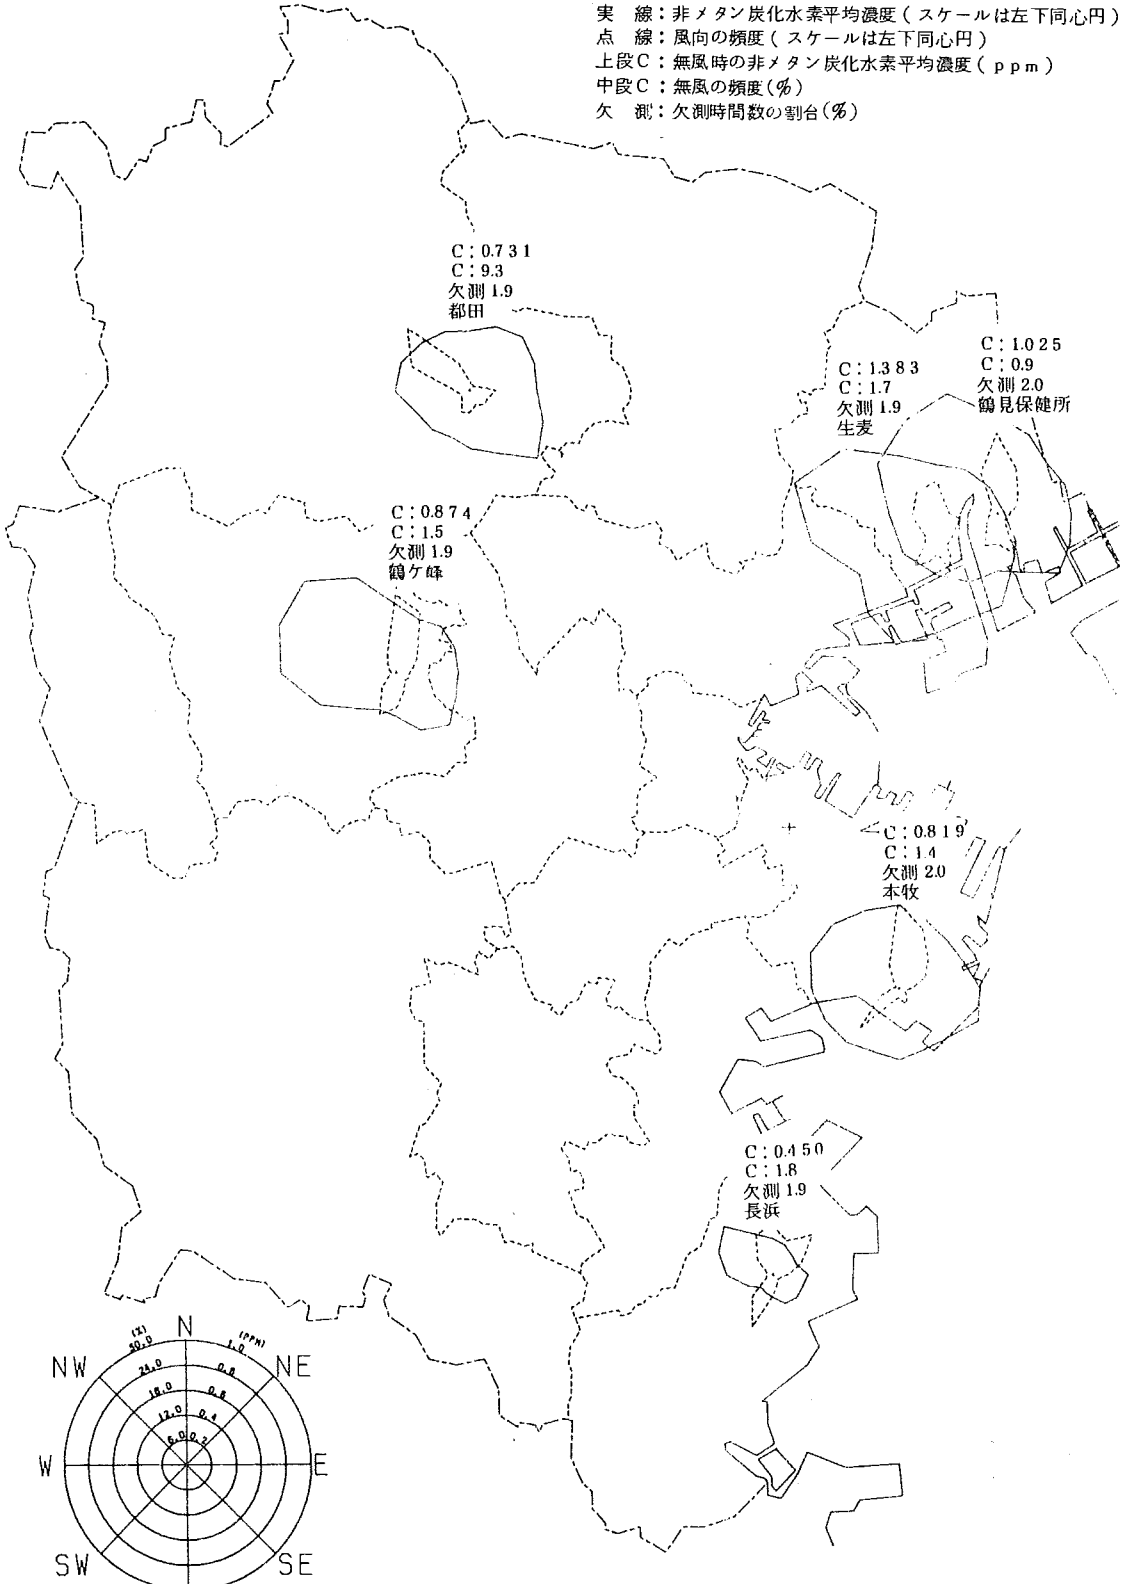 実 線：非メタン炭化水素平均濃度（スケールは左下同心円）
点 線：風向の頻度（スケールは左下同心円）
上段C：無風時の非メタン炭化水素平均濃度（ppm）
中段C：無風の頻度（%）
欠 測：欠測時間数の割合（%）
C：0.731
C：9.3
欠測 1.9
都田
C：1.025
C：0.9
欠測 2.0
鶴見保健所
C：1.383
C：1.7
欠測 1.9
生麦
C：0.874
C：1.5
欠測 1.9
鶴ケ峰
C：0.819
C：1.4
欠測 2.0
本牧
C：0.450
C：1.8
欠測 1.9
長浜
N
(%) (PPM)
30.0 1.0
NW NE
24.0 0.8
18.0 0.6
12.0 0.4
6.0 0.2
W E
SW SE